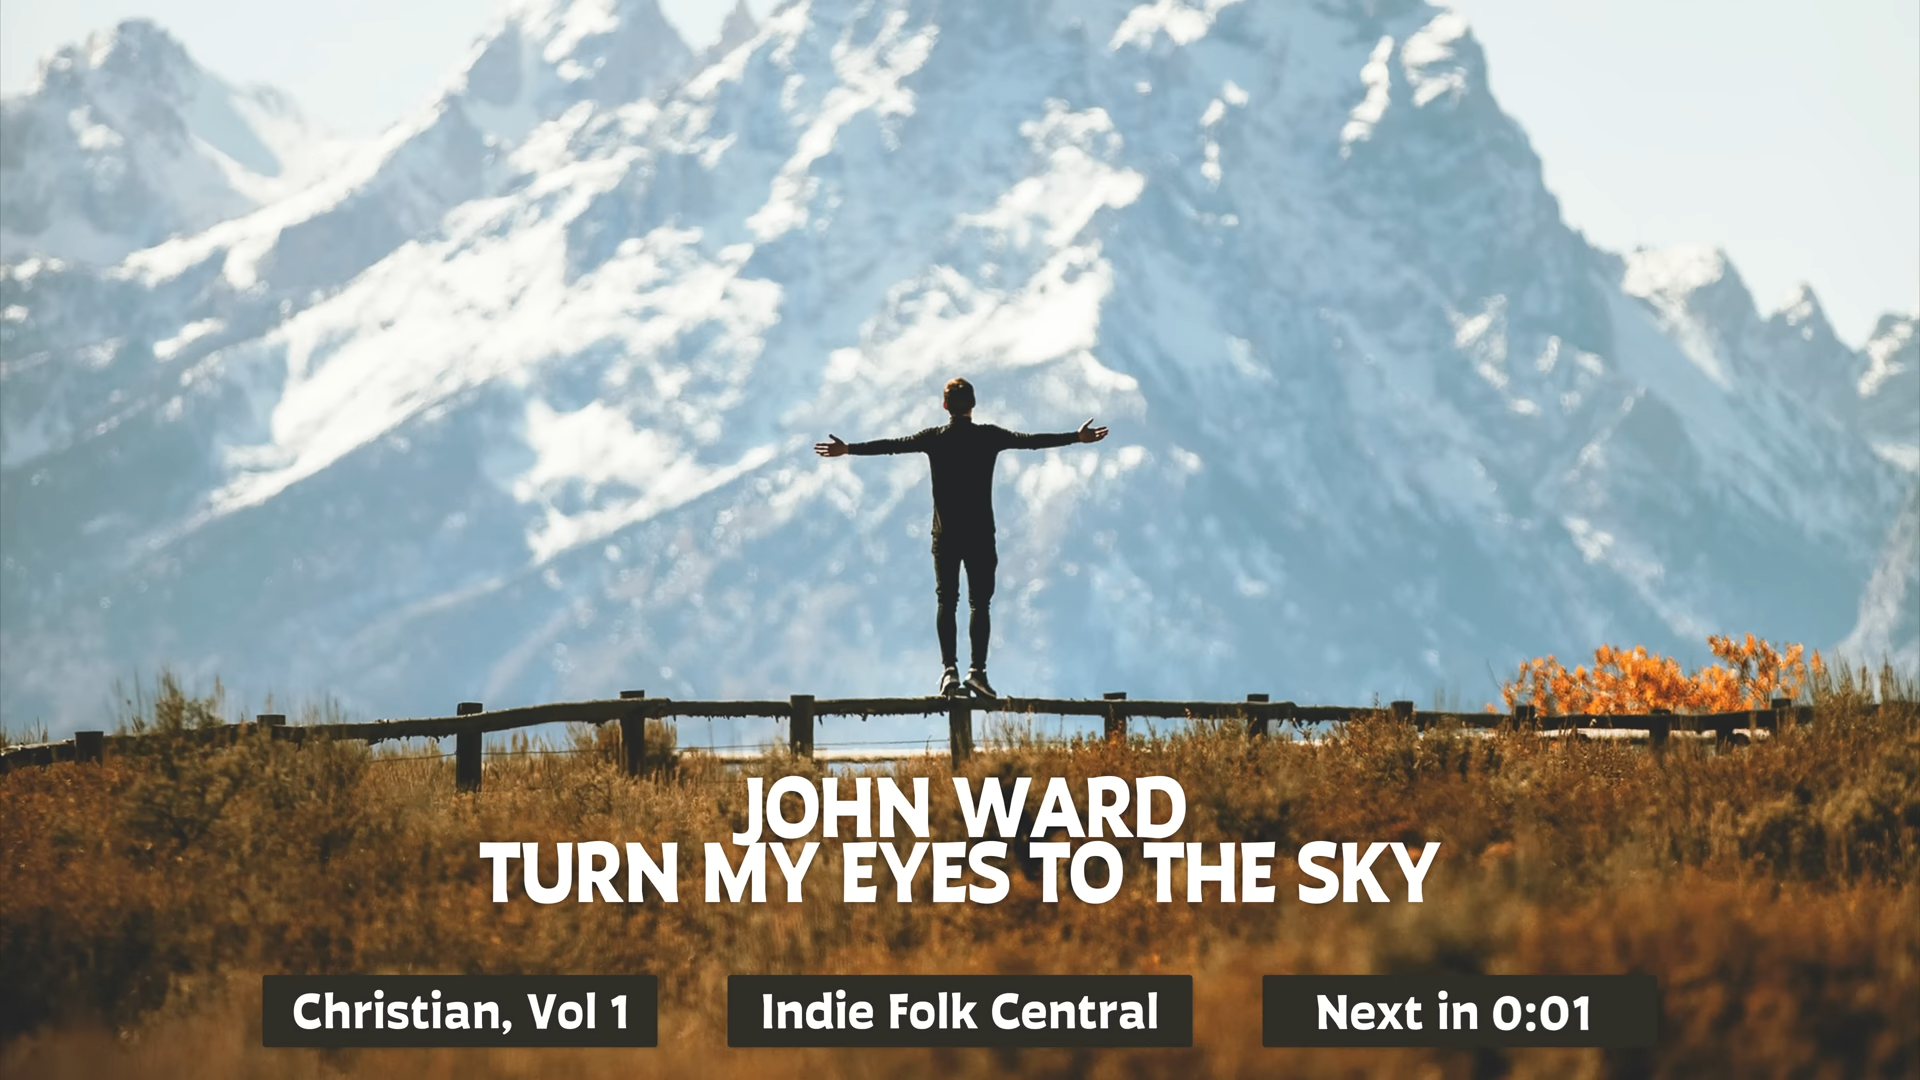 JOHN WARD
TURN MY EYES TO THE SKY
Christian, Vol 1
Indie Folk Central
Next in 0:01